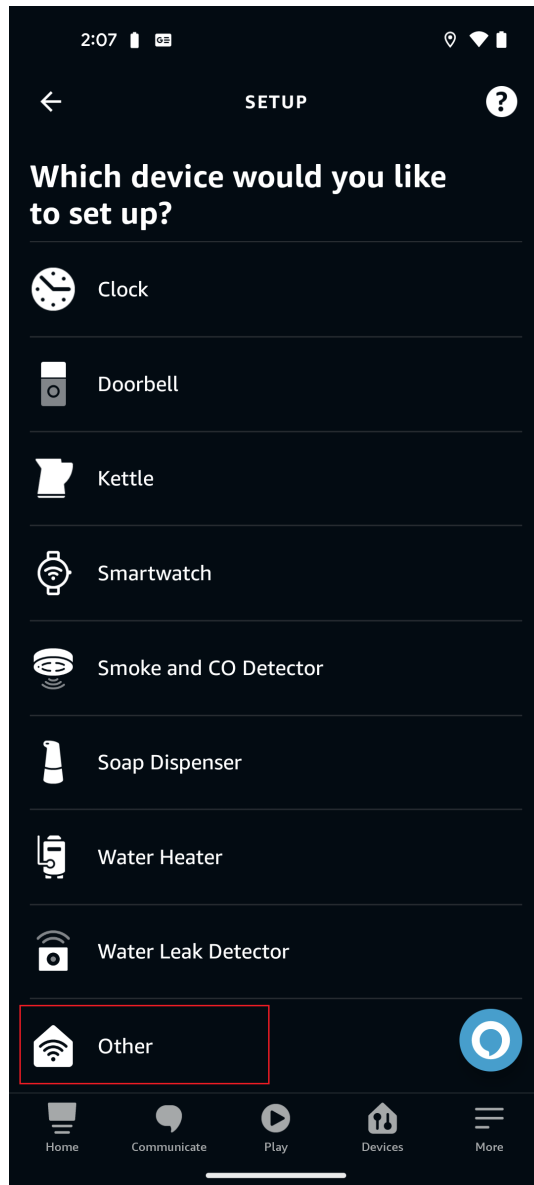 2:07 GE
SETUP
?
Which device would you like
to set up?
Clock
Doorbell
Kettle
Smartwatch
Smoke and CO Detector
Soap Dispenser
Water Heater
Water Leak Detector
Other
Home Communicate Play Devices More